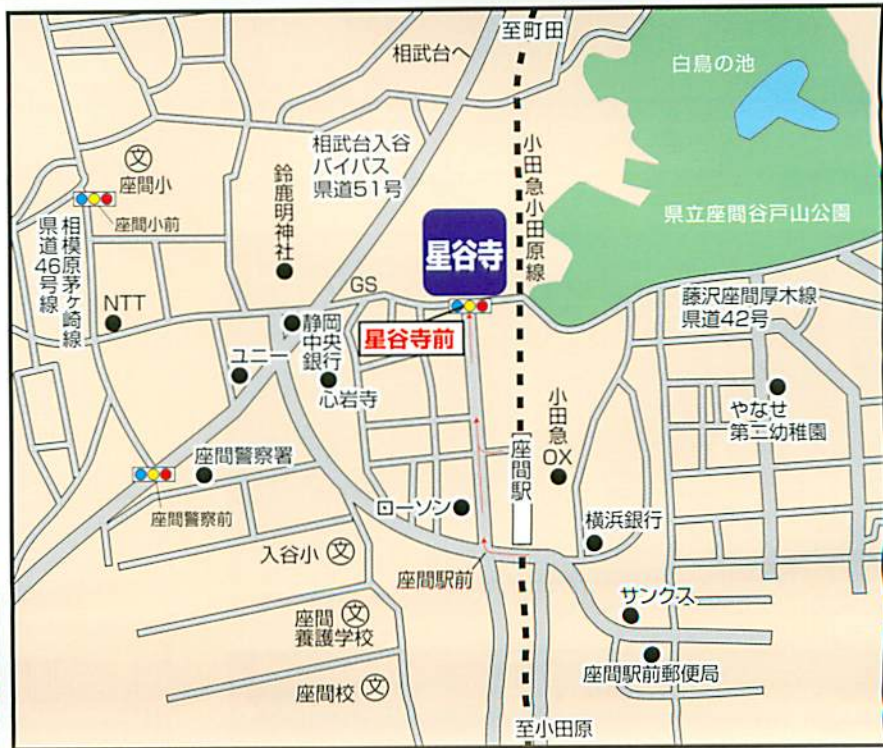 至町田
相武台へ
白鳥の池
相武台入谷
バイパス
県道51号
小田急小田原線
座間小
座間小前
鈴鹿明神社
県立座間谷戸山公園
相模原茅ヶ崎線
県道46号線
星谷寺
GS
NTT
藤沢座間厚木線
県道42号
静岡
中央
銀行
星谷寺前
ユニー
心岩寺
小田急
OX
やなせ
第二幼稚園
座間駅
座間警察署
座間警察前
ローソン
横浜銀行
入谷小
文
座間駅前
サンクス
座間
養護学校
文
座間駅前郵便局
座間校
文
至小田原
文